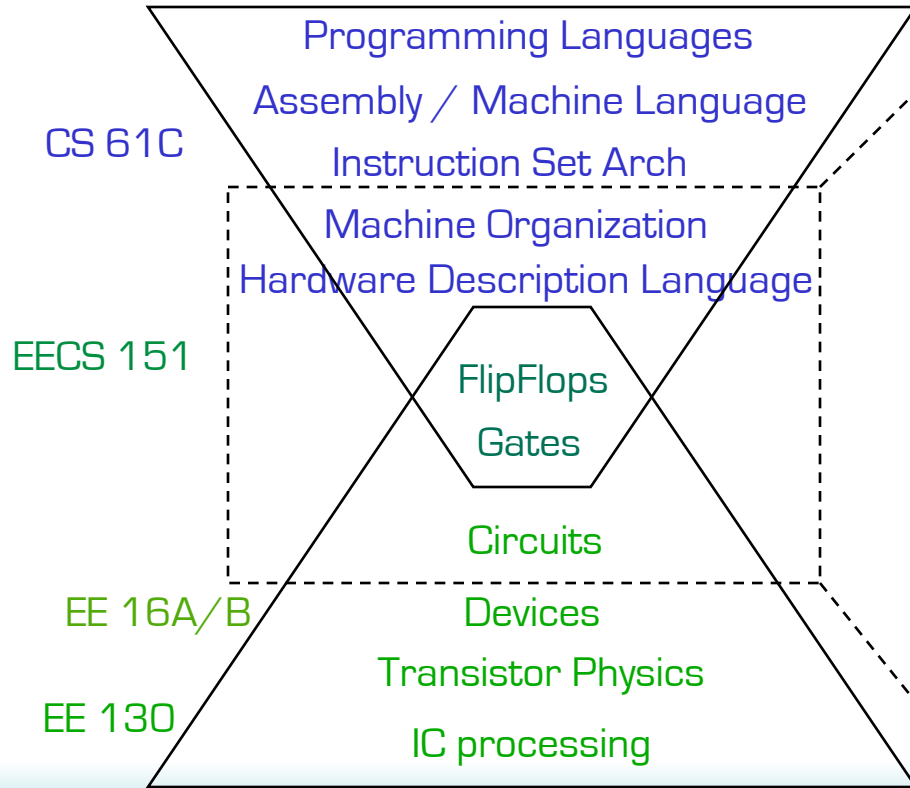 Programming Languages
Assembly / Machine Language
CS 61C
Instruction Set Arch
Machine Organization
Hardware Description Language
EECS 151
FlipFlops
Gates
Circuits
EE 16A/B
Devices
Transistor Physics
EE 130
IC processing